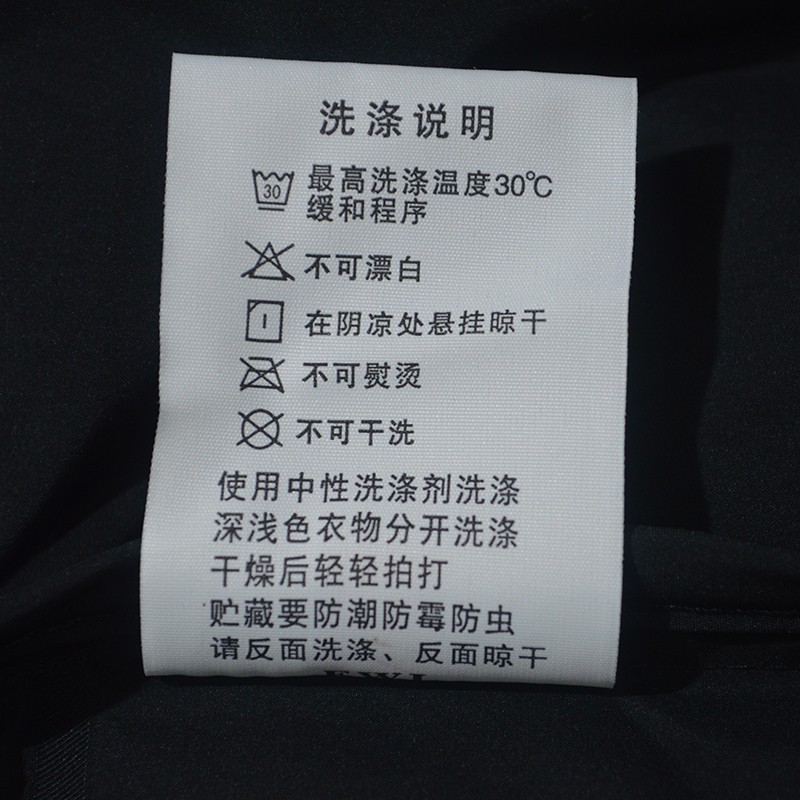 洗涤说明
30
最高洗涤温度30℃
缓和程序
不可漂白
在阴凉处悬挂晾干
不可熨烫
不可干洗
使用中性洗涤剂洗涤
深浅色衣物分开洗涤
干燥后轻轻拍打
贮藏要防潮防霉防虫
请反面洗涤、反面晾干